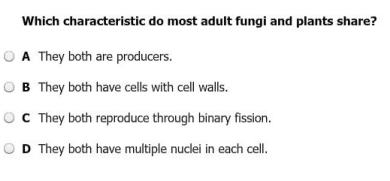 Which characteristic do most adult fungi and plants share?
A They both are producers.
B They both have cells with cell walls.
C They both reproduce through binary fission.
D They both have multiple nuclei in each cell.